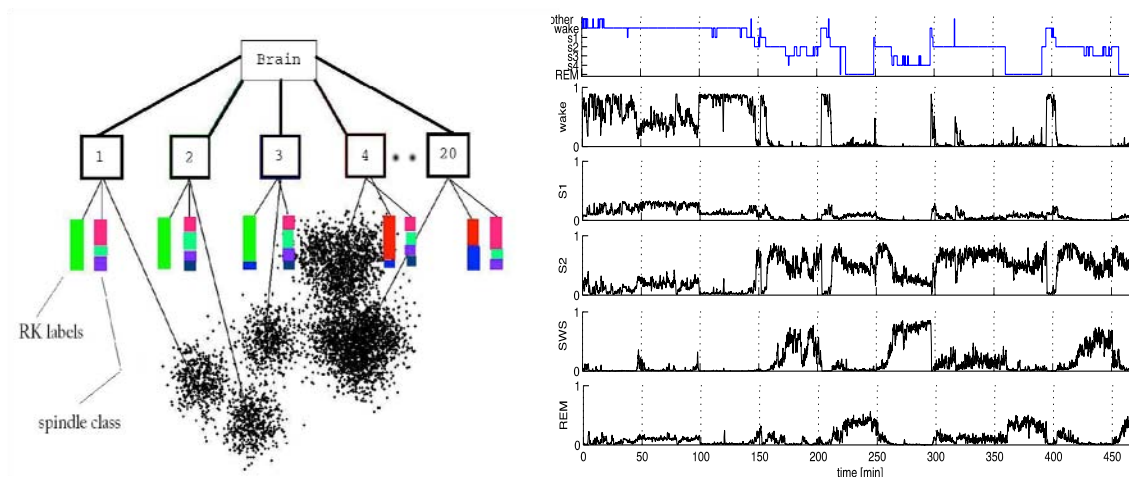 Brain
1
2
3
4
20
RK labels
spindle class
other
wake
s1
s2
s3
s4
REM
1
wake
0
1
S1
0
1
S2
0
1
SWS
0
1
REM
0
0 50 100 150 200 250 300 350 400 450
time [min]